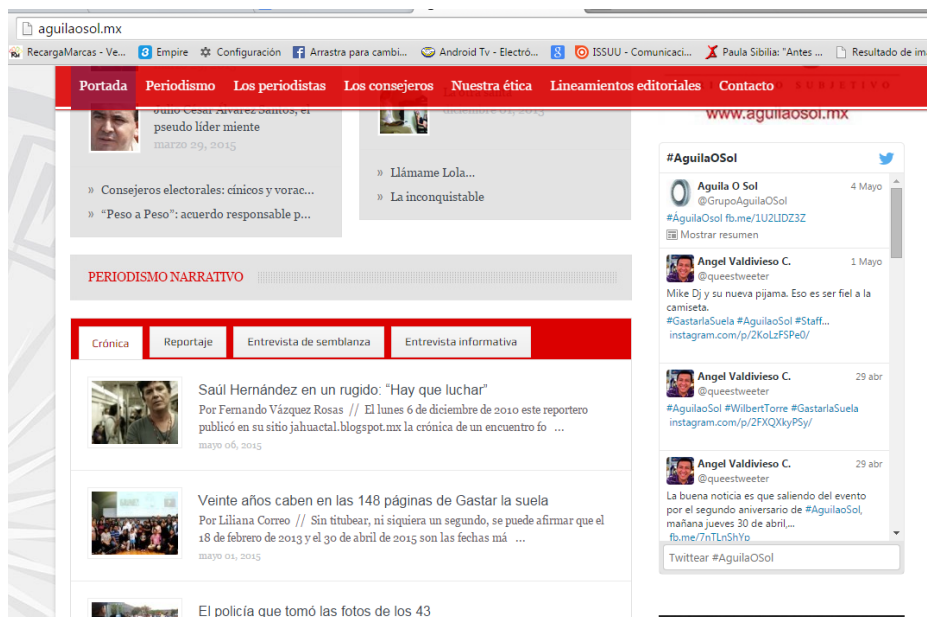 aguilaosol.mx
RecargaMarcas - Ve... Empire Configuración Arrastra para cambi... Android Tv - Electró... ISSUU - Comunicaci... Paula Sibilia: "Antes ... Resultado de im
Portada Periodismo Los periodistas Los consejeros Nuestra ética Lineamientos editoriales Contacto
SUBJETIVO
www.aguilaosol.mx
Julio César Álvarez Santos, el
pseudo líder miente
marzo 29, 2015
diciembre 01, 2015
» Consejeros electorales: cínicos y vorac...
» “Peso a Peso”: acuerdo responsable p...
» Llámame Lola...
» La inconquistable
PERIODISMO NARRATIVO
Crónica Reportaje Entrevista de semblanza Entrevista informativa
Saúl Hernández en un rugido: “Hay que luchar”
Por Fernando Vázquez Rosas // El lunes 6 de diciembre de 2010 este reportero
publicó en su sitio jahuactal.blogspot.mx la crónica de un encuentro fo ...
mayo 06, 2015
Veinte años caben en las 148 páginas de Gastar la suela
Por Liliana Correo // Sin titubear, ni siquiera un segundo, se puede afirmar que el
18 de febrero de 2013 y el 30 de abril de 2015 son las fechas má ...
mayo 01, 2015
El policía que tomó las fotos de los 43
#AguilaOSol
Aguila O Sol 4 Mayo
@GrupoAguilaOSol
#ÁguilaOsol fb.me/1U2LIDZ3Z
Mostrar resumen
Angel Valdivieso C. 1 Mayo
@queestweeter
Mike Dj y su nueva pijama. Eso es ser fiel a la
camiseta.
#GastarlaSuela #AguilaoSol #Staff...
instagram.com/p/2KoLzFSPe0/
Angel Valdivieso C. 29 abr
@queestweeter
#AguilaoSol #WilbertTorre #GastarlaSuela
instagram.com/p/2FXQXkyPSy/
Angel Valdivieso C. 29 abr
@queestweeter
La buena noticia es que saliendo del evento
por el segundo aniversario de #AguilaoSol,
mañana jueves 30 de abril,...
fb.me/7nTLnShYp
Twittear #AguilaOSol